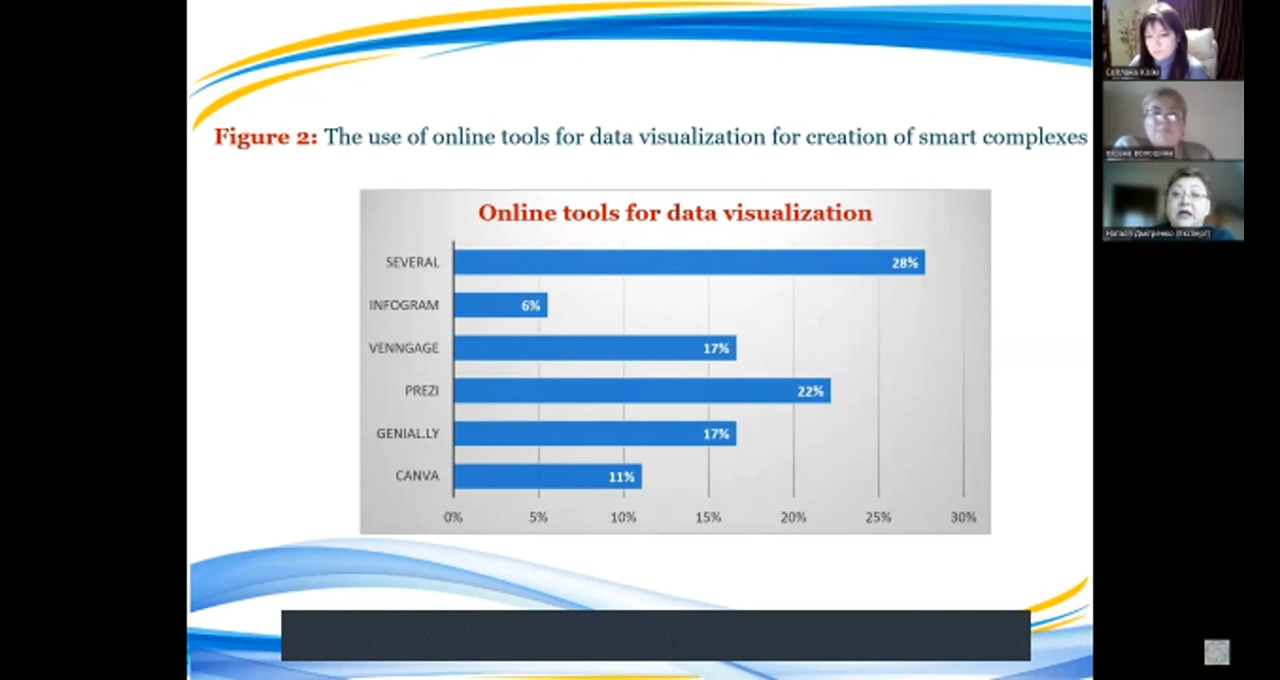 Figure 2: The use of online tools for data visualization for creation of smart complexes
Online tools for data visualization
SEVERAL 28%
INFOGRAM 6%
VENNGAGE 17%
PREZI 22%
GENIAL.LY 17%
CANVA 11%
0% 5% 10% 15% 20% 25% 30%
Наталя Дмітренко